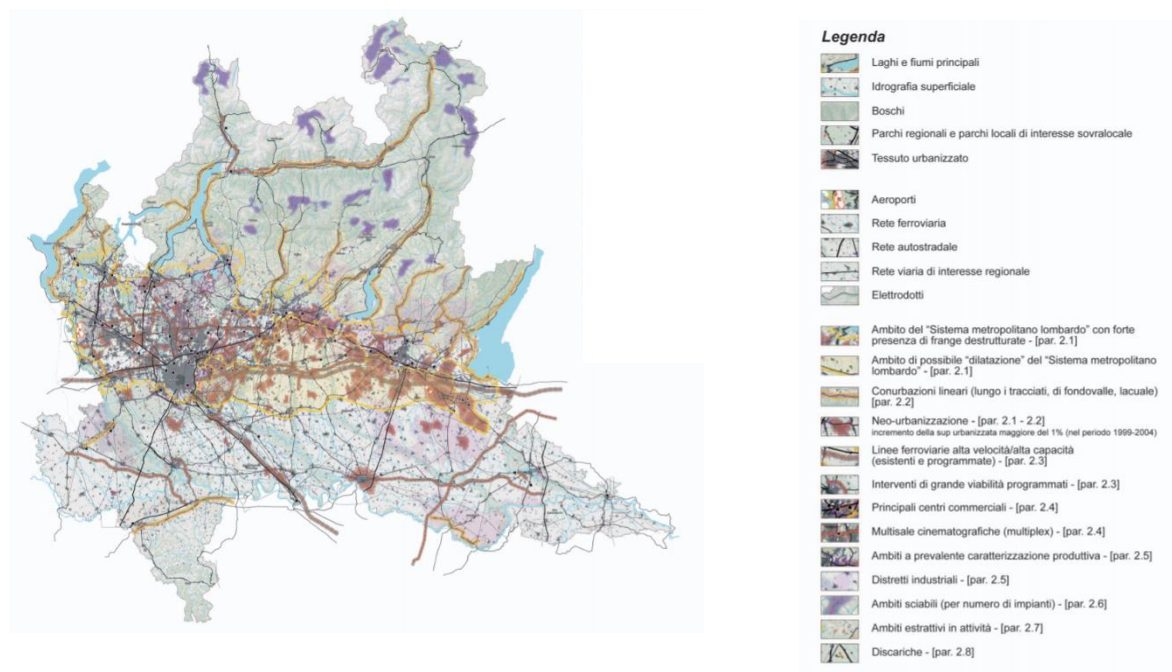 Legenda
Laghi e fiumi principali
Idrografia superficiale
Boschi
Parchi regionali e parchi locali di interesse sovralocale
Tessuto urbanizzato
Aeroporti
Rete ferroviaria
Rete autostradale
Rete viaria di interesse regionale
Elettrodotti
Ambito del "Sistema metropolitano lombardo" con forte
presenza di frange destrutturate - [par. 2.1]
Ambito di possibile "dilatazione" del "Sistema metropolitano
lombardo" - [par. 2.1]
Conurbazioni lineari (lungo i tracciati, di fondovalle, lacuale)
[par. 2.2]
Neo-urbanizzazione - [par. 2.1 - 2.2]
incremento della sup urbanizzata maggiore del 1% (nel periodo 1999-2004)
Linee ferroviarie alta velocità/alta capacità
(esistenti e programmate) - [par. 2.3]
Interventi di grande viabilità programmati - [par. 2.3]
Principali centri commerciali - [par. 2.4]
Multisale cinematografiche (multiplex) - [par. 2.4]
Ambiti a prevalente caratterizzazione produttiva - [par. 2.5]
Distretti industriali - [par. 2.5]
Ambiti sciabili (per numero di impianti) - [par. 2.6]
Ambiti estrattivi in attività - [par. 2.7]
Discariche - [par. 2.8]